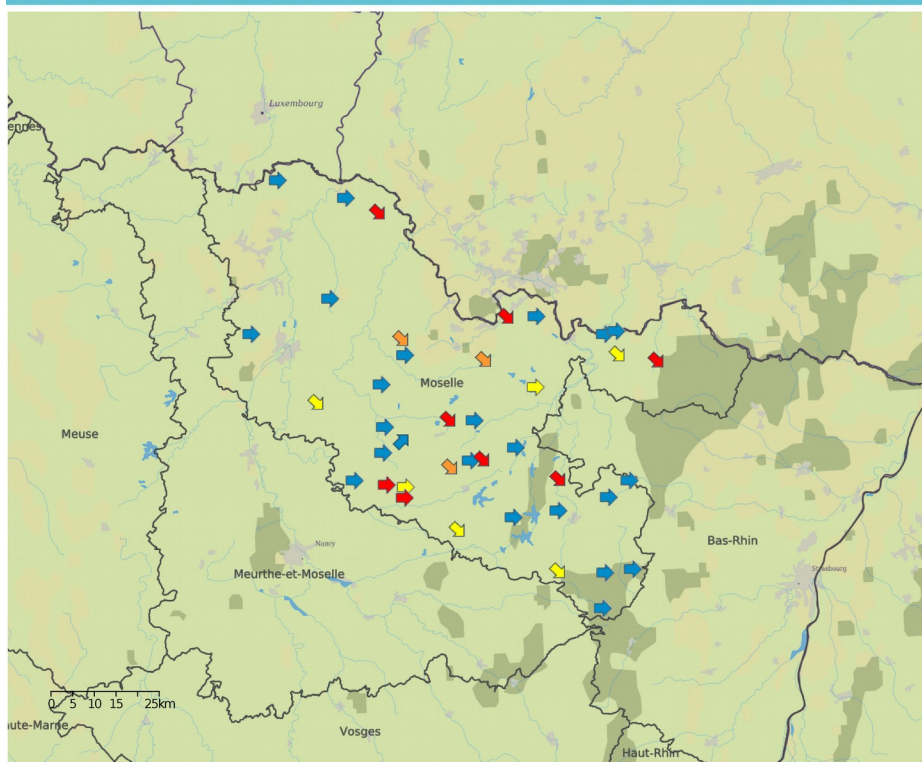 Luxembourg
ennes
Moselle
Meuse
Bas-Rhin
Nancy
Strasbourg
Meurthe-et-Moselle
0 5 10 15 25km
aute-Marne
Vosges
Haut-Rhin